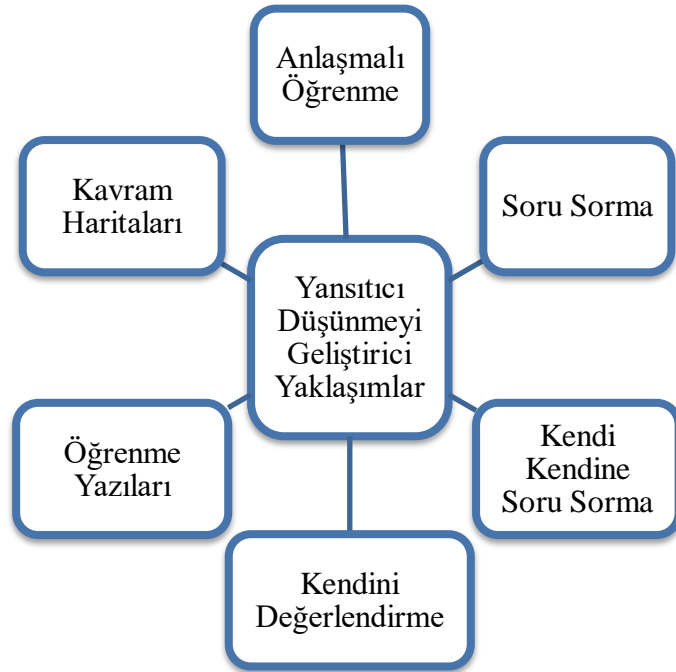 Anlaşmalı
Öğrenme
Kavram
Haritaları
Soru Sorma
Yansıtıcı
Düşünmeyi
Geliştirici
Yaklaşımlar
Öğrenme
Yazıları
Kendi
Kendine
Soru Sorma
Kendini
Değerlendirme